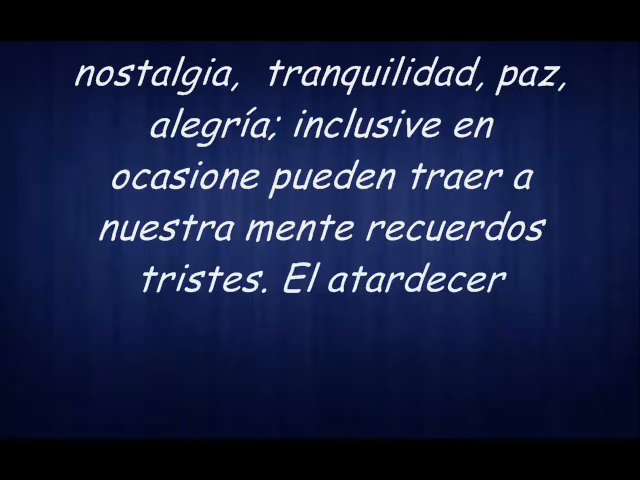 nostalgia,  tranquilidad, paz,
alegría; inclusive en
ocasione pueden traer a
nuestra mente recuerdos
tristes. El atardecer